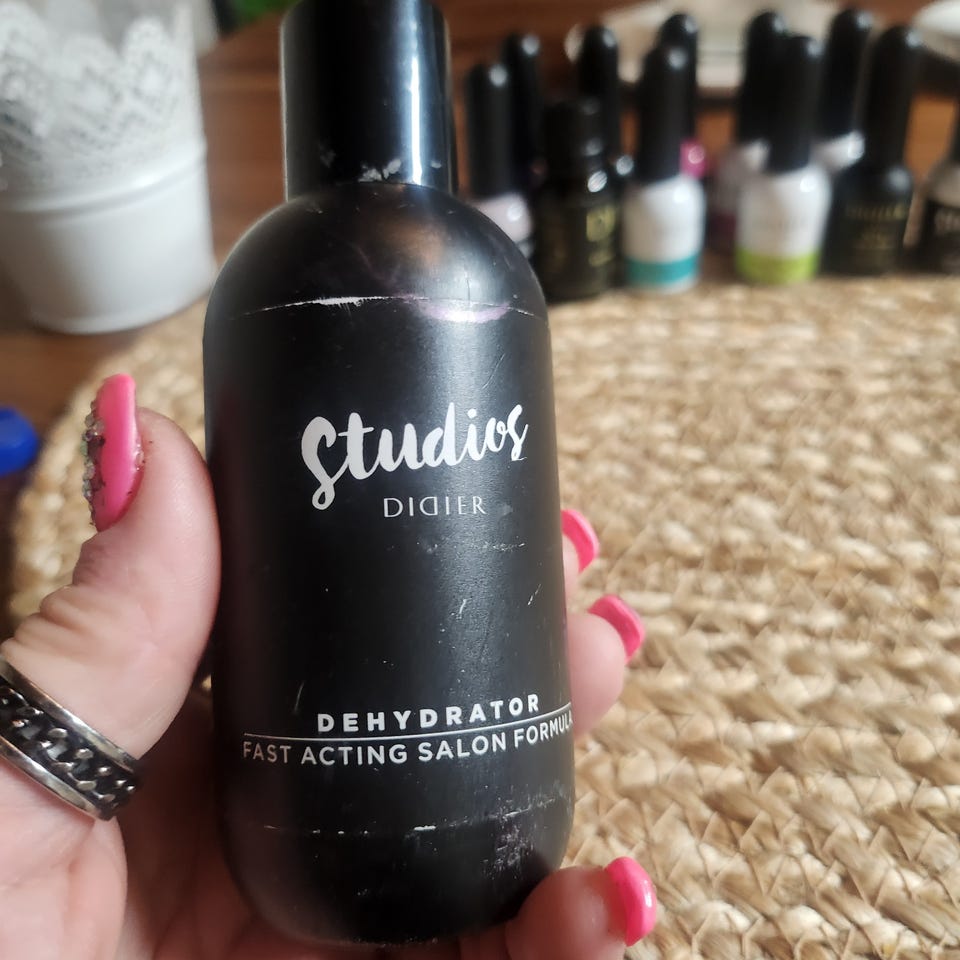 Studios
DIDIER
DEHYDRATOR
FAST ACTING SALON FORMULA